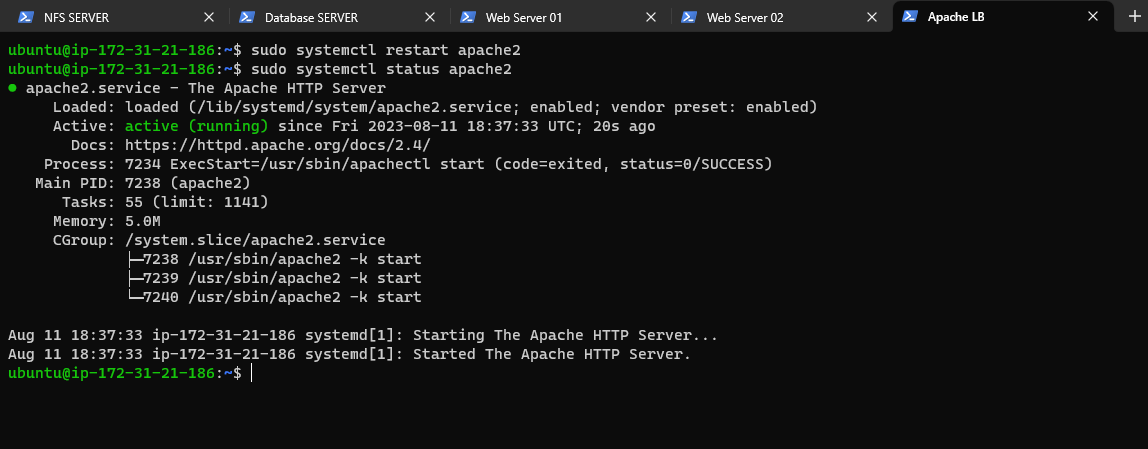 NFS SERVER
Database SERVER
Web Server 01
Web Server 02
Apache LB
ubuntu@ip-172-31-21-186:~$ sudo systemctl restart apache2
ubuntu@ip-172-31-21-186:~$ sudo systemctl status apache2
● apache2.service - The Apache HTTP Server
     Loaded: loaded (/lib/systemd/system/apache2.service; enabled; vendor preset: enabled)
     Active: active (running) since Fri 2023-08-11 18:37:33 UTC; 20s ago
       Docs: https://httpd.apache.org/docs/2.4/
    Process: 7234 ExecStart=/usr/sbin/apachectl start (code=exited, status=0/SUCCESS)
   Main PID: 7238 (apache2)
      Tasks: 55 (limit: 1141)
     Memory: 5.0M
     CGroup: /system.slice/apache2.service
             ├─7238 /usr/sbin/apache2 -k start
             ├─7239 /usr/sbin/apache2 -k start
             └─7240 /usr/sbin/apache2 -k start
Aug 11 18:37:33 ip-172-31-21-186 systemd[1]: Starting The Apache HTTP Server...
Aug 11 18:37:33 ip-172-31-21-186 systemd[1]: Started The Apache HTTP Server.
ubuntu@ip-172-31-21-186:~$